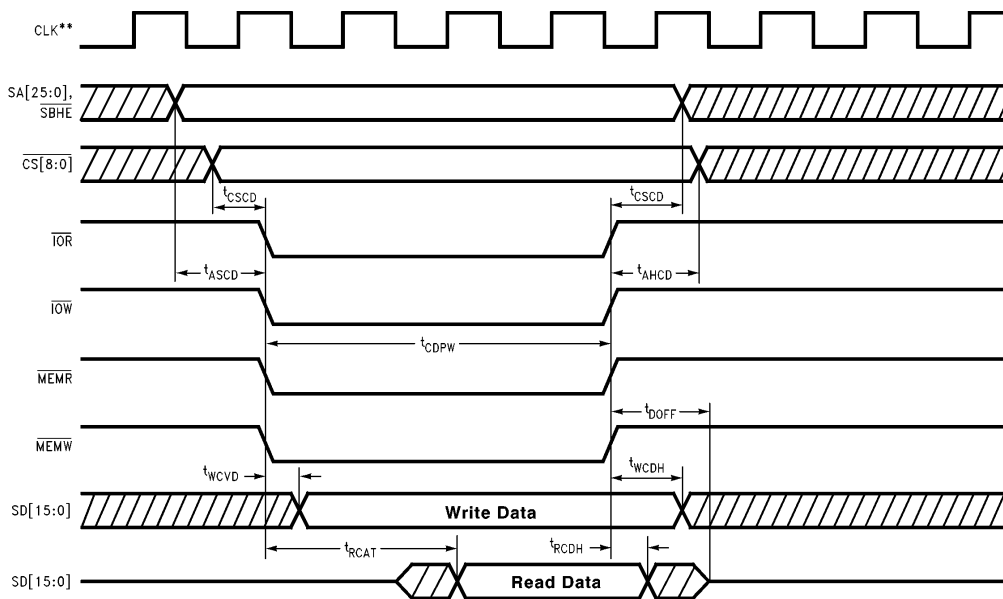 CLK**
SA[25:0],
SBHE
CS[8:0]
tCSCD
tCSCD
IOR
tASCD
tAHCD
IOW
tCDPW
MEMR
tDOFF
MEMW
tWCVD
tWCDH
SD[15:0]
Write Data
tRCAT
tRCDH
SD[15:0]
Read Data